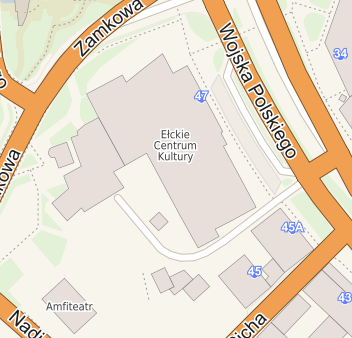 Zamkowa
Wojska Polskiego
34
47
Ełckie
Centrum
Kultury
45A
45
43
Amfiteatr